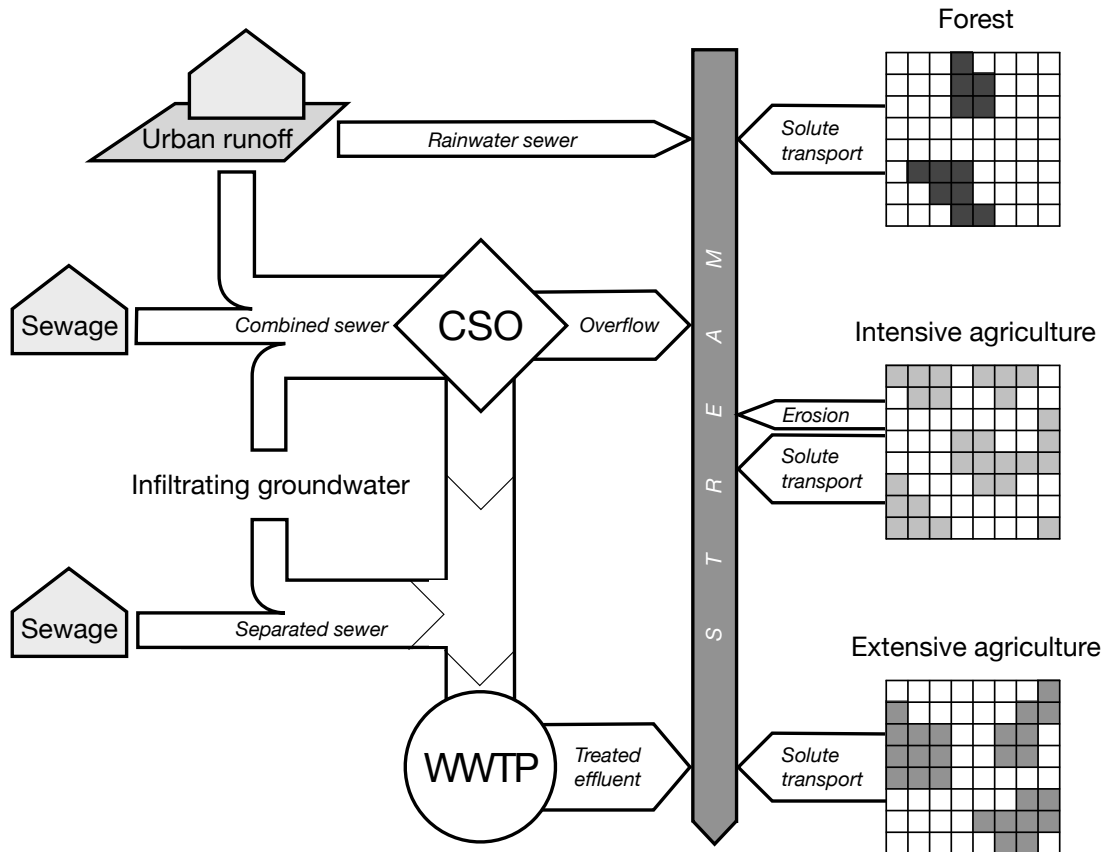 Forest
Urban runoff
Rainwater sewer
Solute
transport
Sewage
Combined sewer
CSO
Overflow
STREAM
Intensive agriculture
Erosion
Solute
transport
Infiltrating groundwater
Sewage
Separated sewer
Extensive agriculture
WWTP
Treated
effluent
Solute
transport